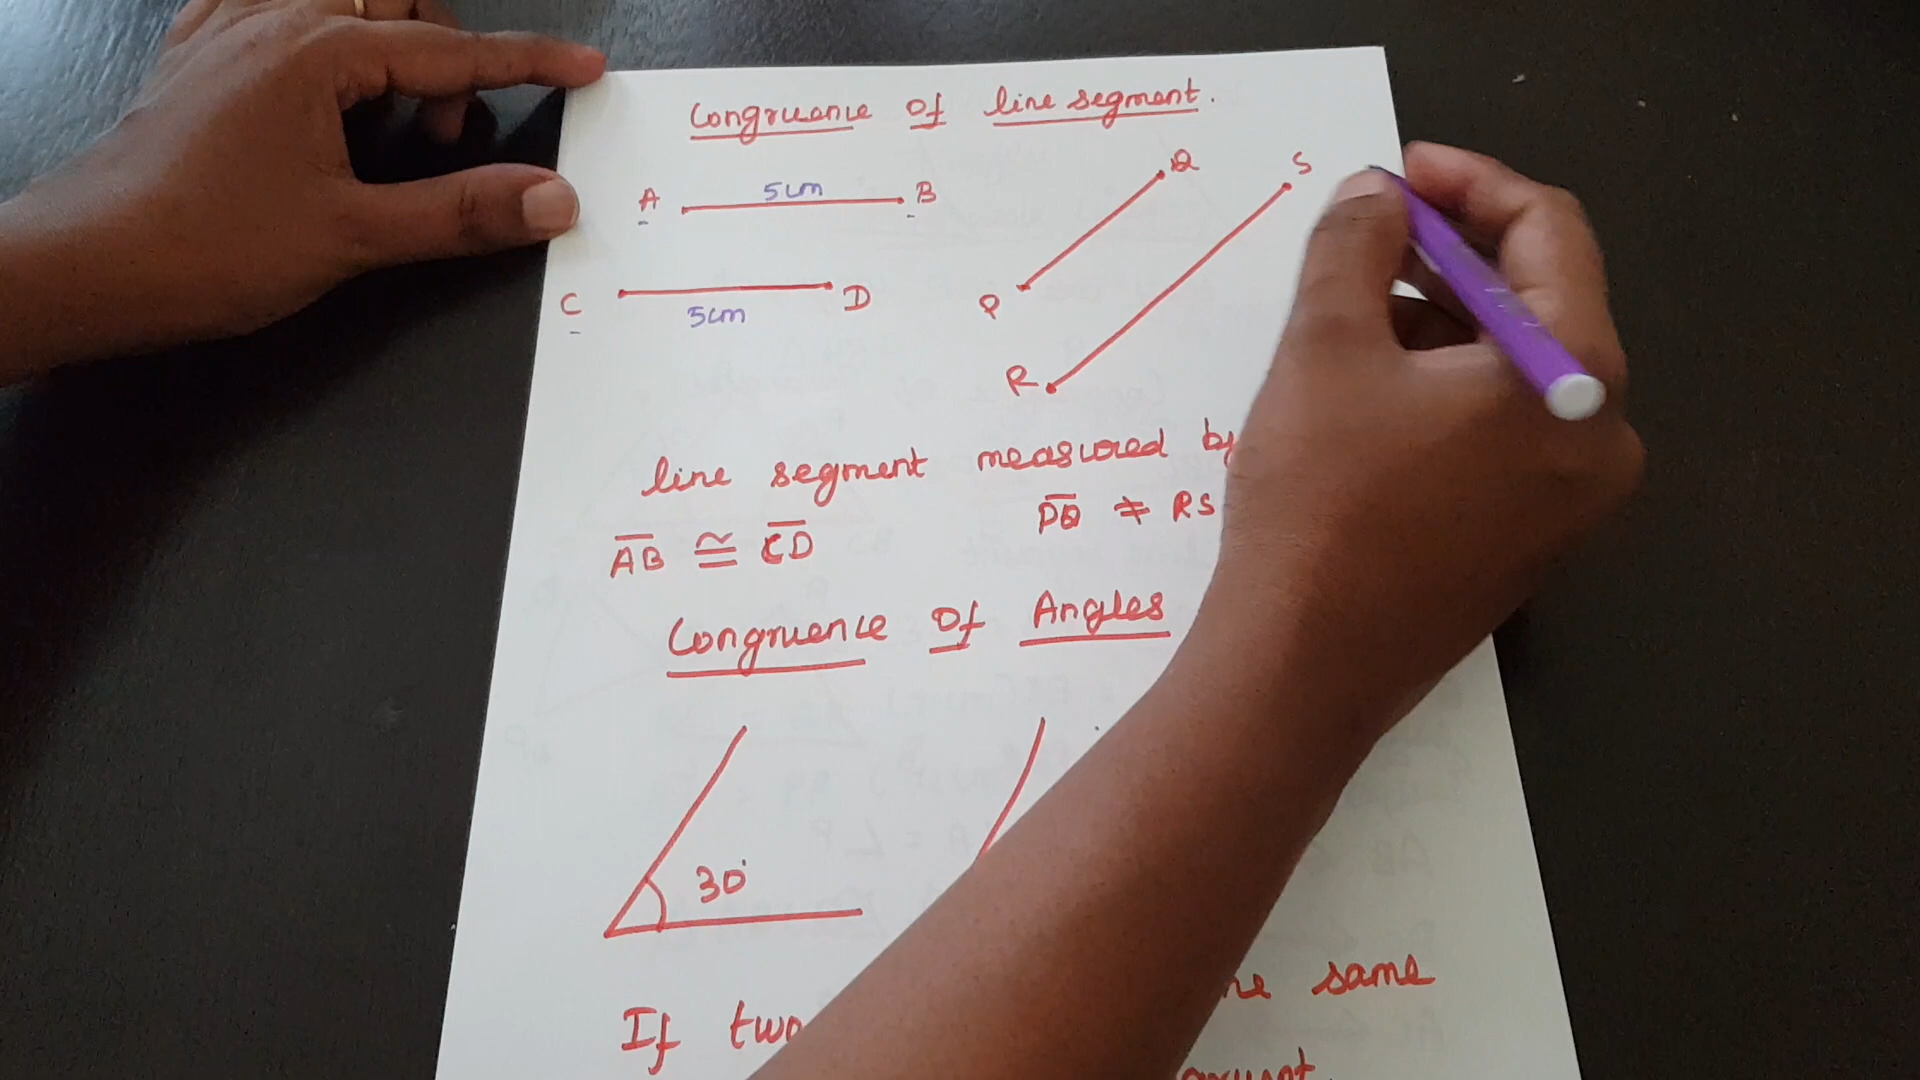 Congruence Of line segment.
A 5cm B
Q
S
C 5cm D
P
R
line segment measured by
AB ≅ CD
PQ ≠ RS
Congruence Of Angles
30°
If two same